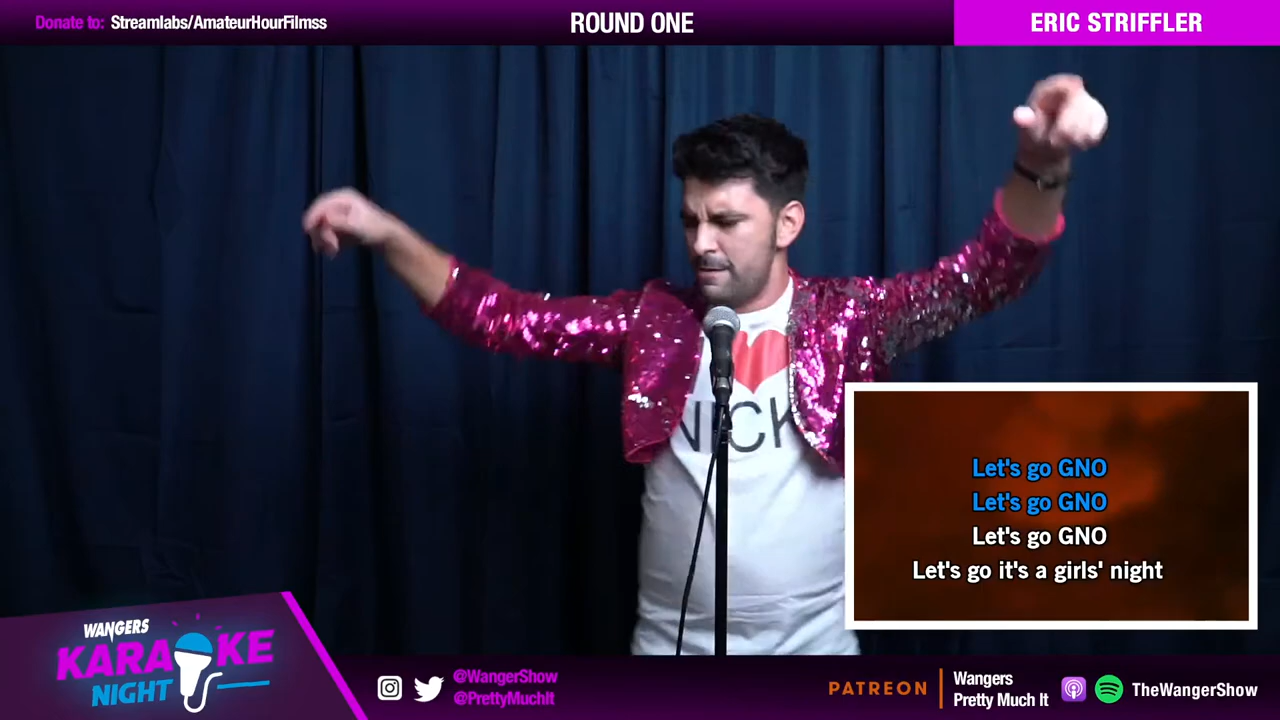 Donate to: Streamlabs/AmateurHourFilmss
ROUND ONE
ERIC STRIFFLER
NICK
Let's go GNO
Let's go GNO
Let's go GNO
Let's go it's a girls' night
WANGERS
KARAOKE
NIGHT
@WangerShow
@PrettyMuchIt
PATREON
Wangers
Pretty Much It
TheWangerShow